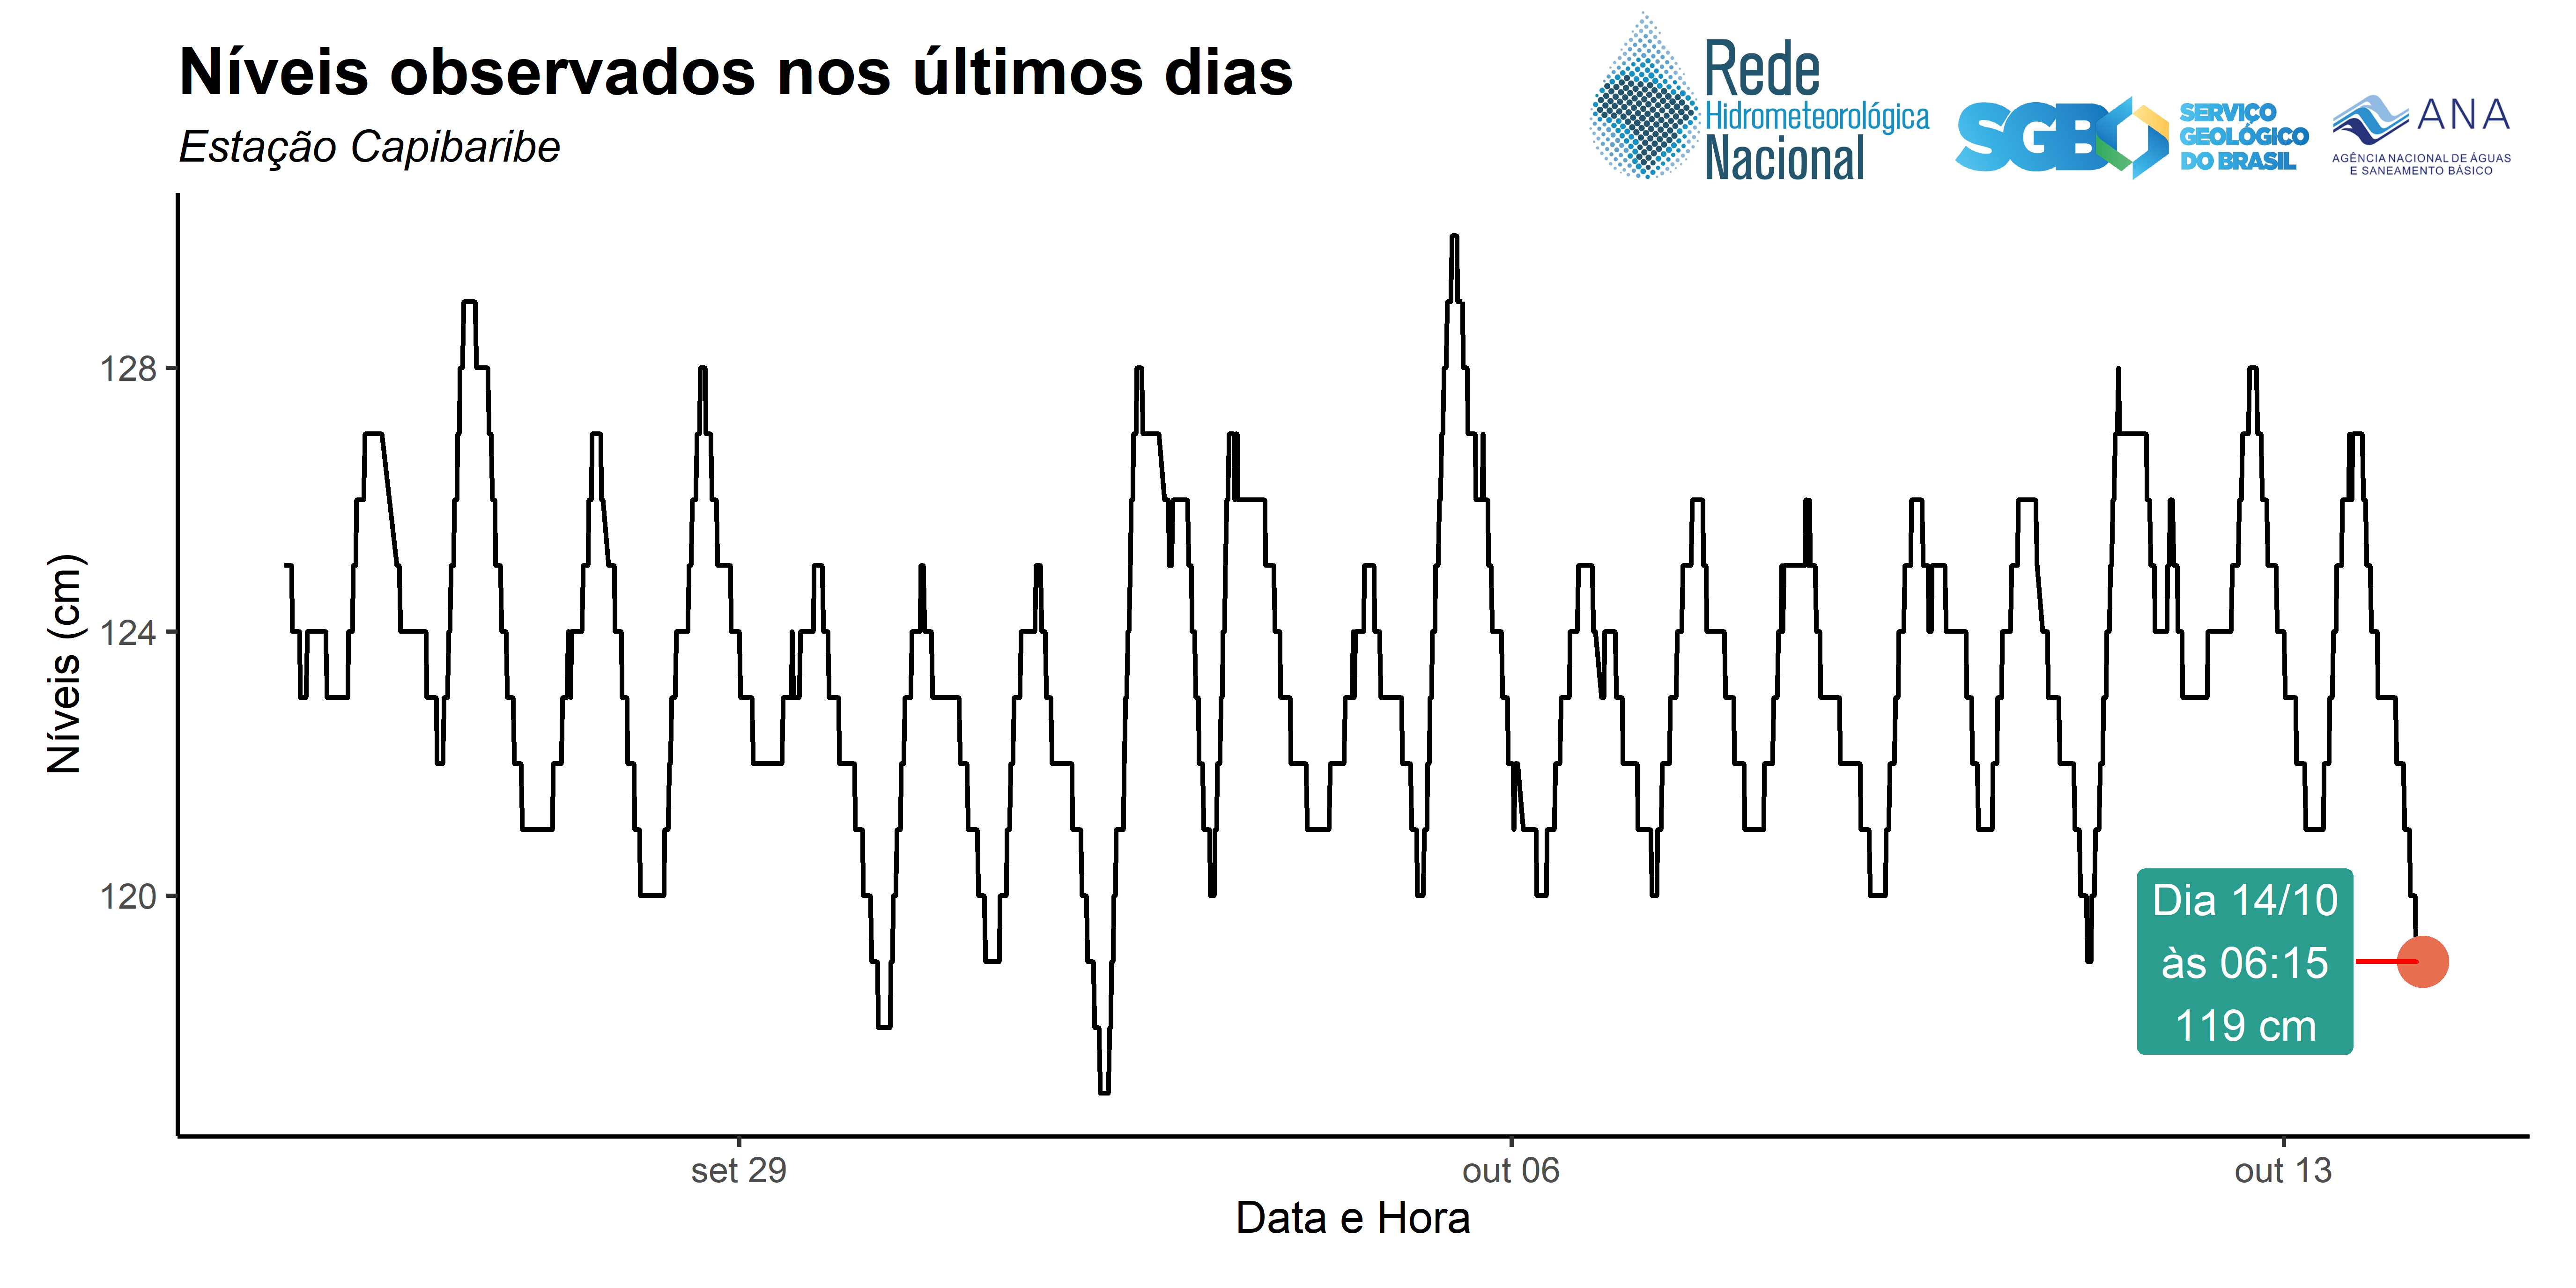 Níveis observados nos últimos dias
Estação Capibaribe
Rede
Hidrometeorológica
Nacional
SGB
SERVIÇO
GEOLÓGICO
DO BRASIL
ANA
AGÊNCIA NACIONAL DE ÁGUAS
E SANEAMENTO BÁSICO
Níveis (cm)
128
124
120
Dia 14/10
às 06:15
119 cm
set 29
out 06
out 13
Data e Hora